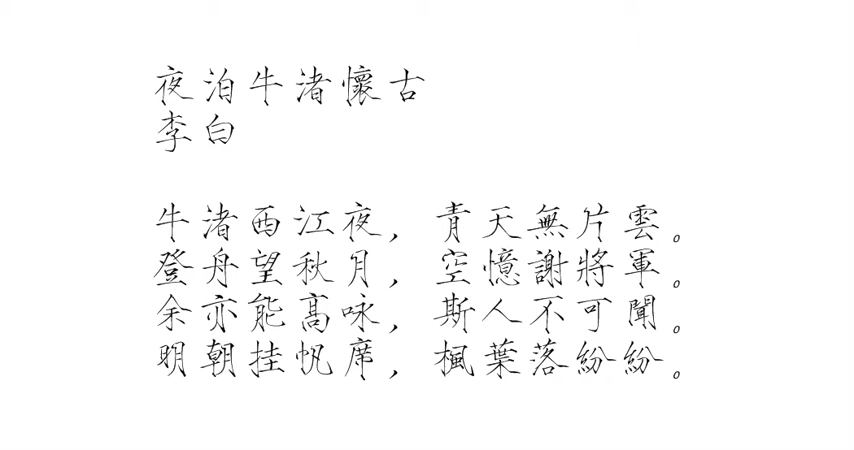 夜泊牛渚懷古
李白
牛渚西江夜，青天無片雲。
登舟望秋月，空憶謝將軍。
余亦能高咏，斯人不可聞。
明朝挂帆席，楓葉落紛紛。